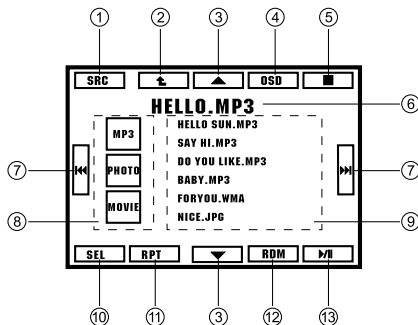 ① ② ③ ④ ⑤
SRC OSD
HELLO.MP3 ⑥
MP3
PHOTO
MOVIE
HELLO SUN.MP3
SAY HI.MP3
DO YOU LIKE.MP3
BABY.MP3
FORYOU.WMA
NICE.JPG
⑦ ⑦
⑧ ⑨
SEL RPT RDM
⑩ ⑪ ③ ⑫ ⑬